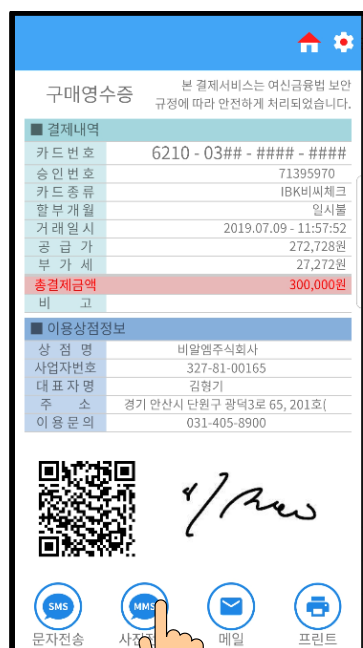 구매영수증
본 결제서비스는 여신금융법 보안
규정에 따라 안전하게 처리되었습니다.
■ 결제내역
카드번호 6210 - 03## - #### - ####
승인번호 71395970
카드종류 IBK비씨체크
할부개월 일시불
거래일시 2019.07.09 - 11:57:52
공 급 가 272,728원
부 가 세 27,272원
총결제금액 300,000원
비 고
■ 이용상점정보
상 점 명 비알엠주식회사
사업자번호 327-81-00165
대표자명 김형기
주 소 경기 안산시 단원구 광덕3로 65, 201호(
이용문의 031-405-8900
SMS MMS
문자전송 메일 프린트